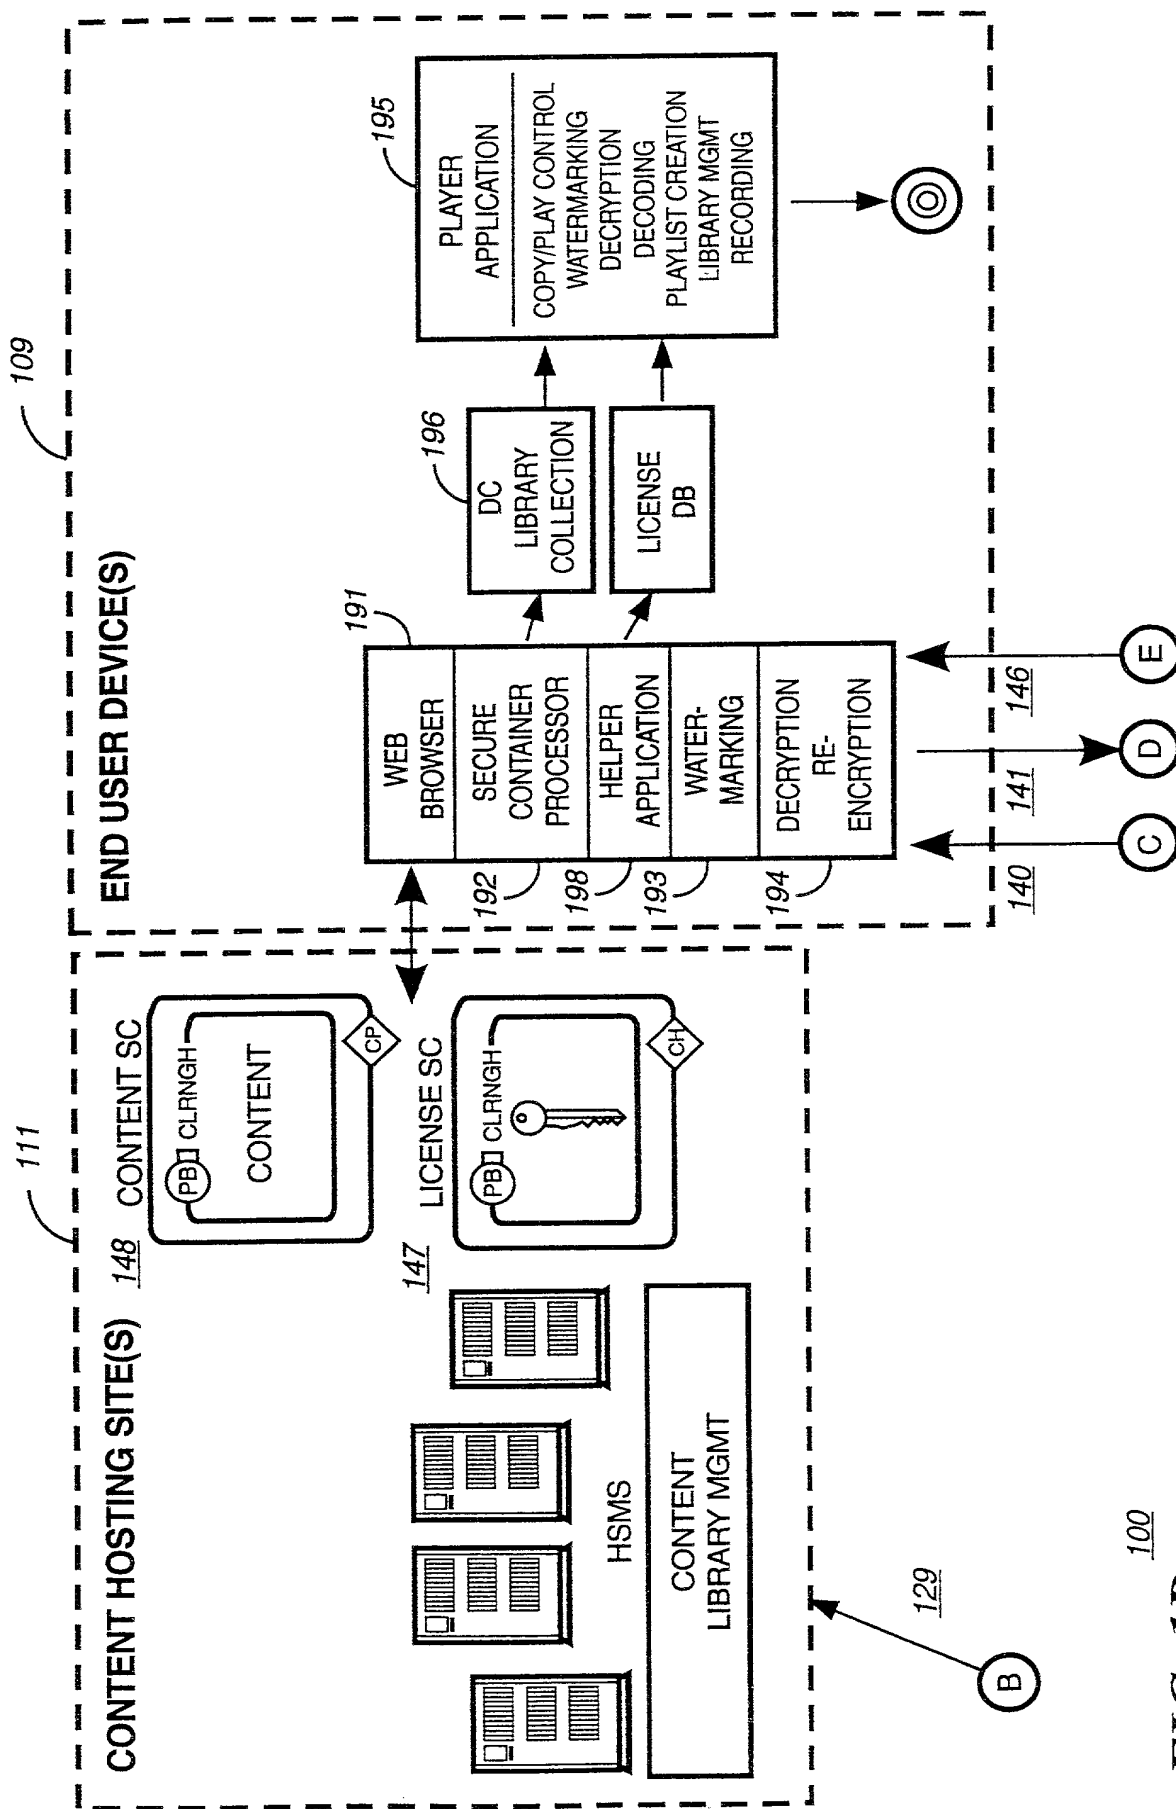 111
CONTENT HOSTING SITE(S)
148
CONTENT SC
PB CLRNGH
CONTENT
CP
147
LICENSE SC
PB CLRNGH
CH
HSMS
CONTENT
LIBRARY MGMT
129
B
109
END USER DEVICE(S)
191
WEB
BROWSER
SECURE
CONTAINER
PROCESSOR
192
HELPER
APPLICATION
198
WATER-
MARKING
193
DECRYPTION
RE-
ENCRYPTION
194
196
DC
LIBRARY
COLLECTION
LICENSE
DB
195
PLAYER
APPLICATION
COPY/PLAY CONTROL
WATERMARKING
DECRYPTION
DECODING
PLAYLIST CREATION
LIBRARY MGMT
RECORDING
140
141
146
C
D
E
100